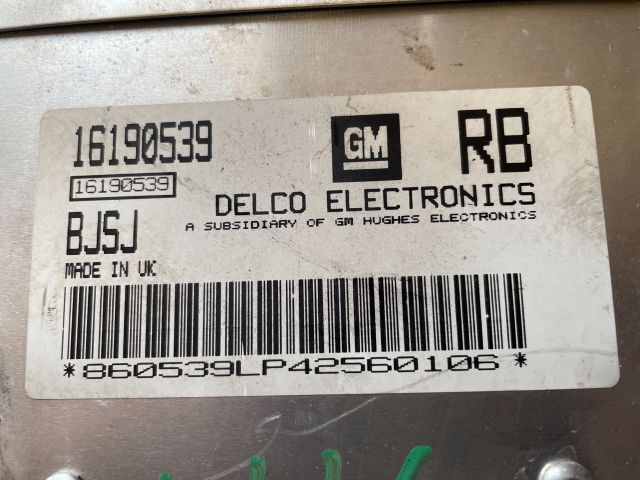 16190539
16190539
GM
RB
DELCO ELECTRONICS
A SUBSIDIARY OF GM HUGHES ELECTRONICS
BJSJ
MADE IN UK
*860539LP42560106*